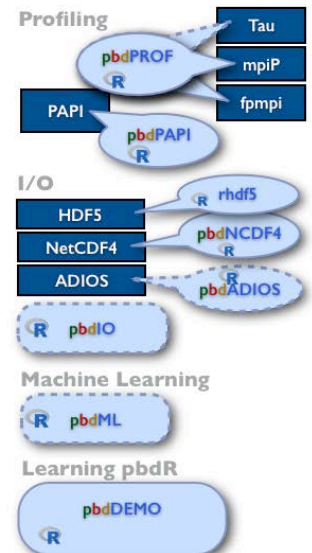 Profiling
Tau
pbdPROF
mpiP
R
fpmpi
PAPI
pbdPAPI
R
I/O
R rhdf5
HDF5
pbdNCDF4
NetCDF4
R
R
ADIOS
pbdADIOS
R pbdIO
Machine Learning
R pbdML
Learning pbdR
pbdDEMO
R